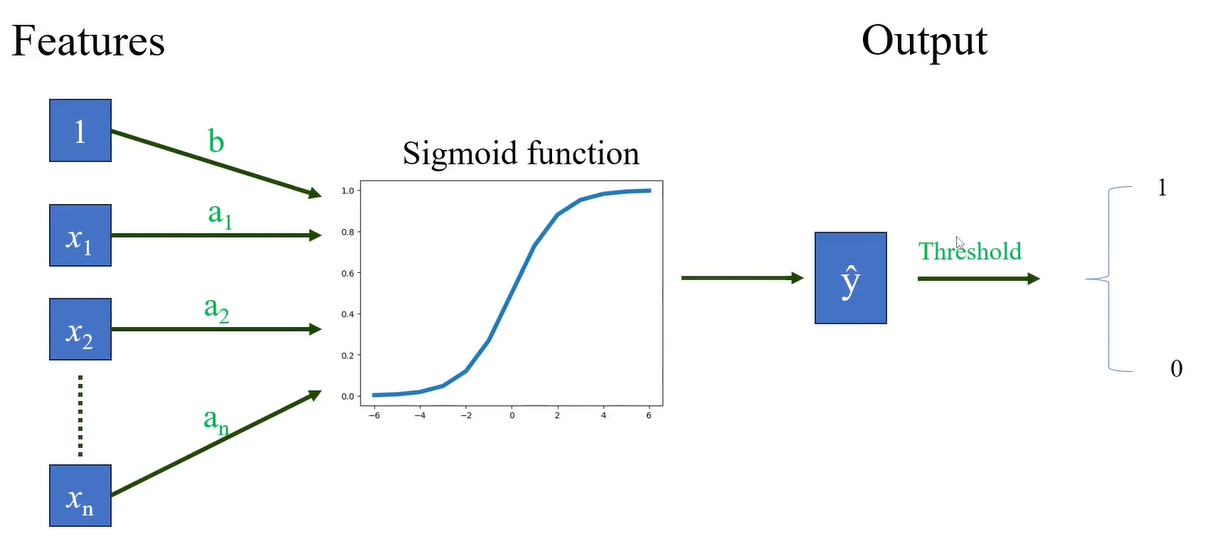 Features
Output
1
b
Sigmoid function
x₁
a₁
x₂
a₂
xₙ
aₙ
1.0
0.8
0.6
0.4
0.2
0.0
−6 −4 −2 0 2 4 6
ŷ
Threshold
1
0